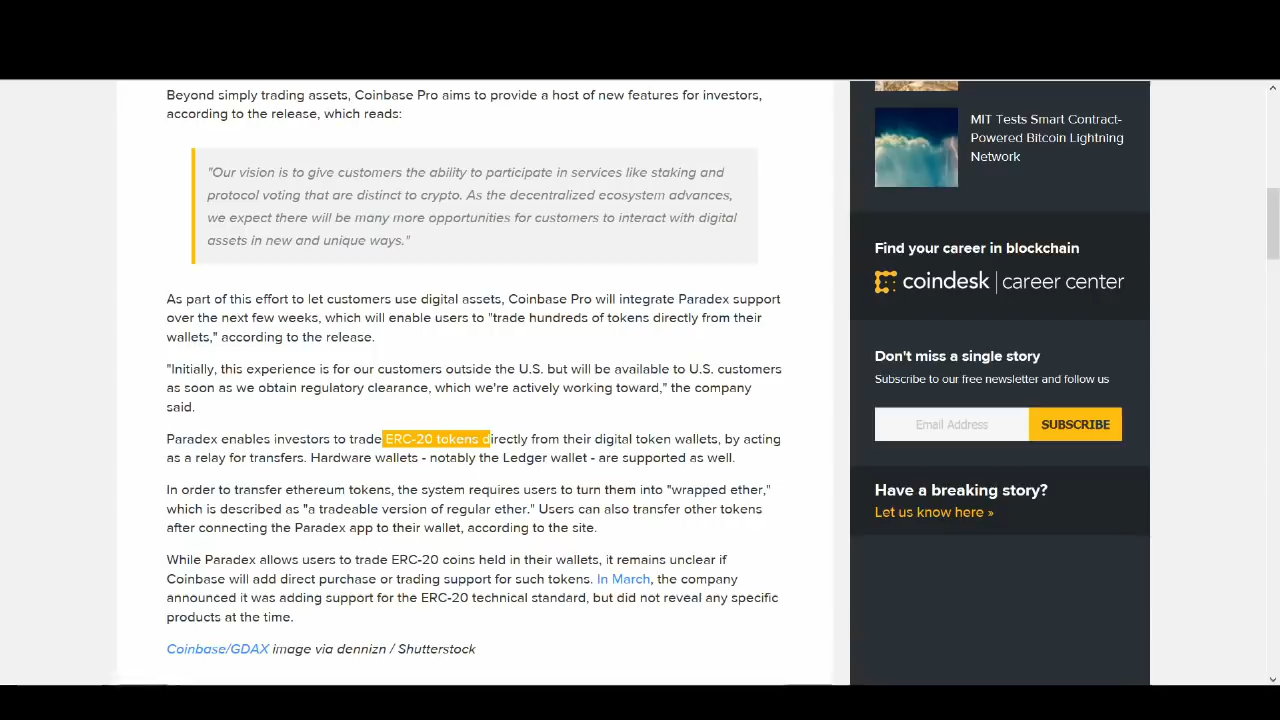 Beyond simply trading assets, Coinbase Pro aims to provide a host of new features for investors,
according to the release, which reads:
"Our vision is to give customers the ability to participate in services like staking and
protocol voting that are distinct to crypto. As the decentralized ecosystem advances,
we expect there will be many more opportunities for customers to interact with digital
assets in new and unique ways."
As part of this effort to let customers use digital assets, Coinbase Pro will integrate Paradex support
over the next few weeks, which will enable users to "trade hundreds of tokens directly from their
wallets," according to the release.
"Initially, this experience is for our customers outside the U.S. but will be available to U.S. customers
as soon as we obtain regulatory clearance, which we're actively working toward," the company
said.
Paradex enables investors to trade ERC-20 tokens directly from their digital token wallets, by acting
as a relay for transfers. Hardware wallets - notably the Ledger wallet - are supported as well.
In order to transfer ethereum tokens, the system requires users to turn them into "wrapped ether,"
which is described as "a tradeable version of regular ether." Users can also transfer other tokens
after connecting the Paradex app to their wallet, according to the site.
While Paradex allows users to trade ERC-20 coins held in their wallets, it remains unclear if
Coinbase will add direct purchase or trading support for such tokens. In March, the company
announced it was adding support for the ERC-20 technical standard, but did not reveal any specific
products at the time.
Coinbase/GDAX image via dennizn / Shutterstock
MIT Tests Smart Contract-
Powered Bitcoin Lightning
Network
Find your career in blockchain
coindesk | career center
Don't miss a single story
Subscribe to our free newsletter and follow us
Email Address
SUBSCRIBE
Have a breaking story?
Let us know here »